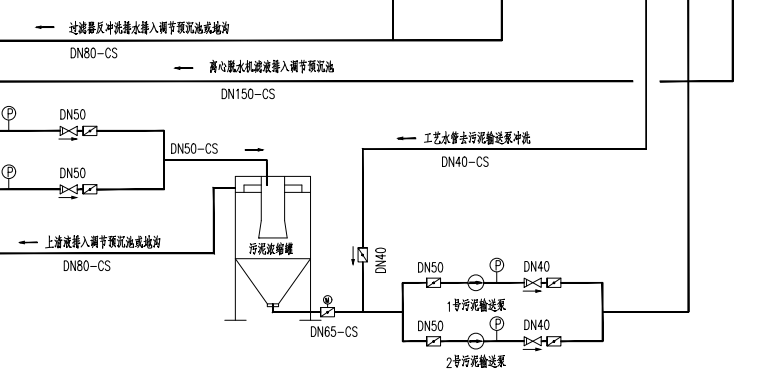 过滤器反冲洗排水排入调节预沉池或地沟
DN80-CS
离心脱水机滤液排入调节预沉池
DN150-CS
P
DN50
DN50-CS
工艺水管去污泥输送泵冲洗
DN40-CS
P
DN50
上清液排入调节预沉池或地沟
DN80-CS
污泥浓缩罐
DN40
DN50
P
DN40
M
1号污泥输送泵
DN65-CS
DN50
P
DN40
2号污泥输送泵